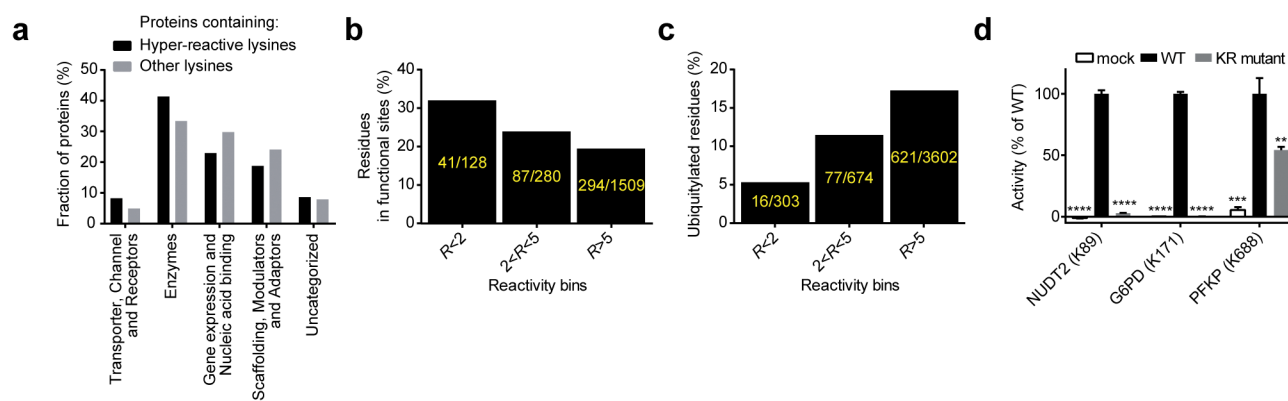 a
Proteins containing:
Hyper-reactive lysines
Other lysines
Fraction of proteins (%)
50
40
30
20
10
0
Transporter, Channel
and Receptors
Enzymes
Gene expression and
Nucleic acid binding
Scaffolding, Modulators
and Adaptors
Uncategorized
b
Residues
in functional sites (%)
40
30
20
10
0
41/128
87/280
294/1509
R<2
2<R<5
R>5
Reactivity bins
c
Ubiquitylated residues (%)
20
15
10
5
0
16/303
77/674
621/3602
R<2
2<R<5
R>5
Reactivity bins
d
mock WT KR mutant
Activity (% of WT)
100
50
0
**** **** **** **** *** **
NUDT2 (K89)
G6PD (K171)
PFKP (K688)